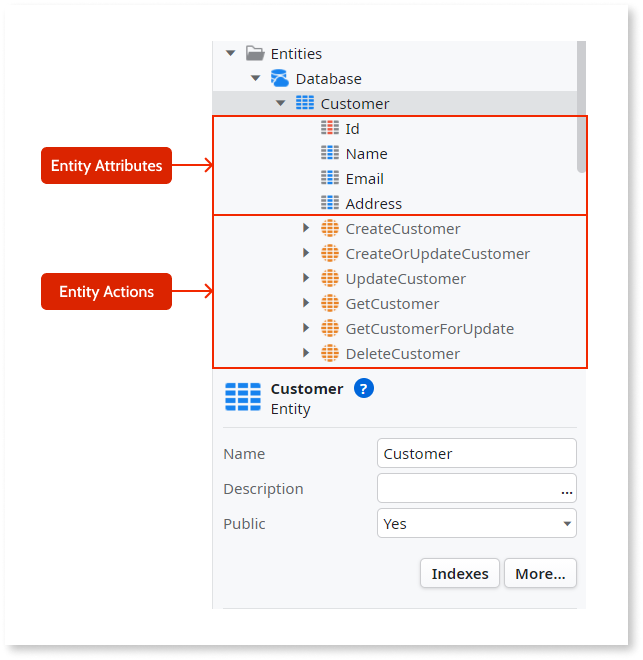 Entities
Database
Customer
Id
Name
Email
Address
Entity Attributes
CreateCustomer
CreateOrUpdateCustomer
UpdateCustomer
GetCustomer
GetCustomerForUpdate
DeleteCustomer
Entity Actions
Customer ?
Entity
Name Customer
Description ...
Public Yes
Indexes More...